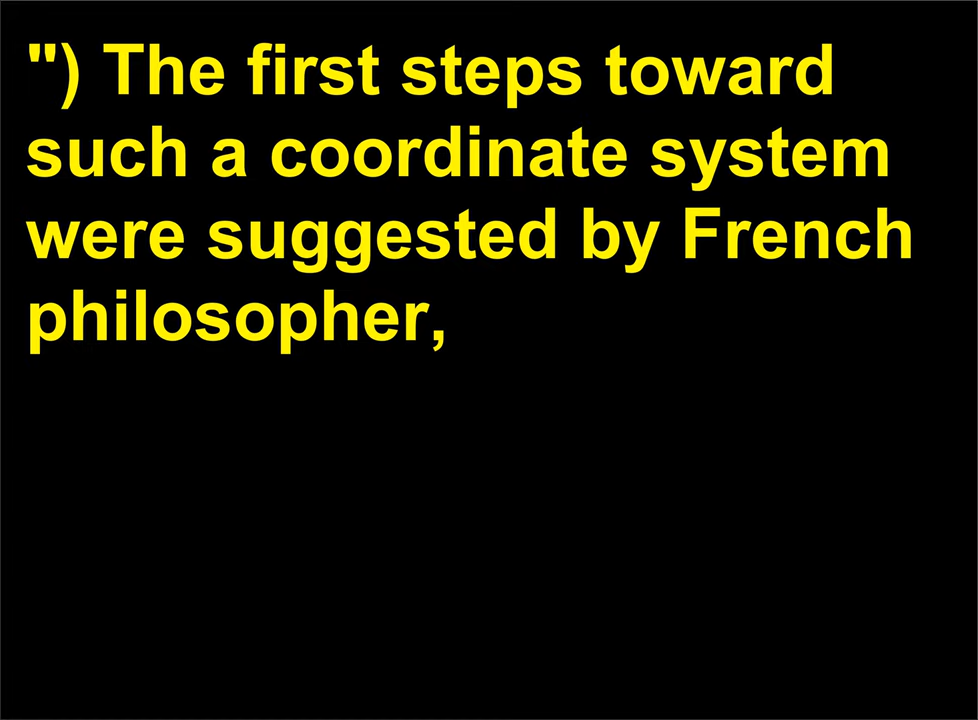 ") The first steps toward
such a coordinate system
were suggested by French
philosopher,